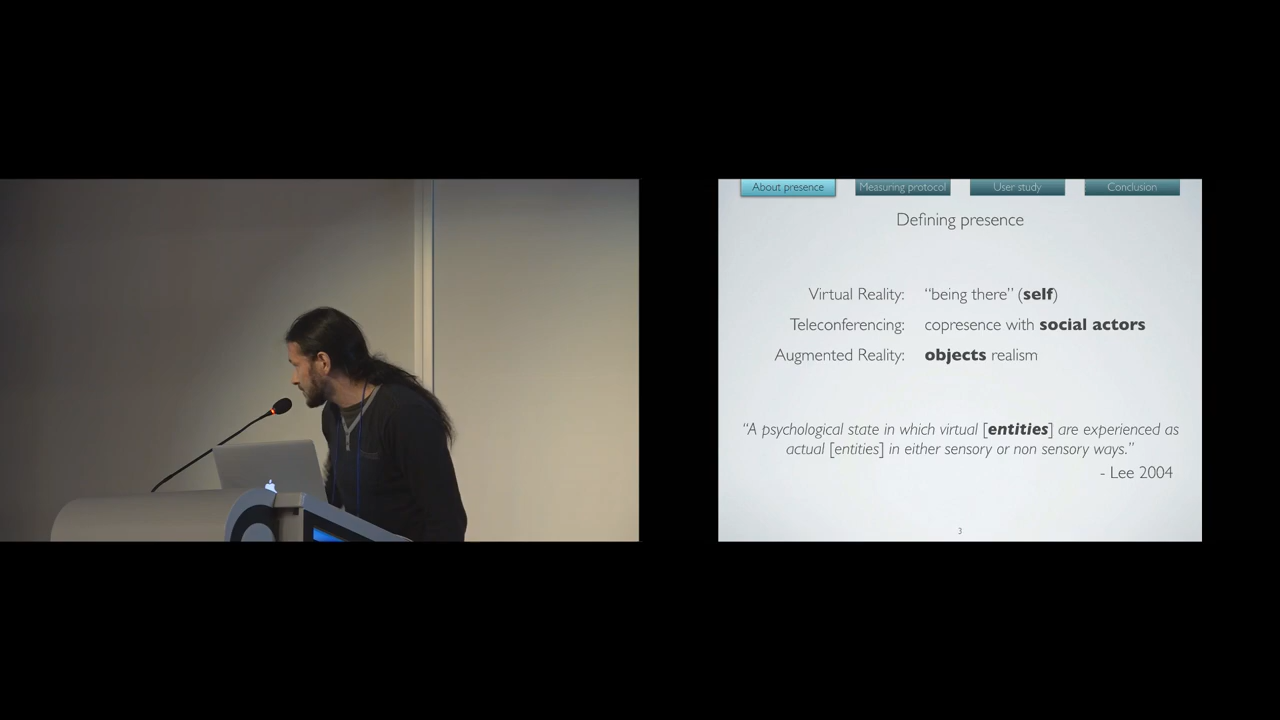 About presence
Measuring protocol
User study
Conclusion
Defining presence
Virtual Reality: “being there” (self)
Teleconferencing: copresence with social actors
Augmented Reality: objects realism
“A psychological state in which virtual [entities] are experienced as
actual [entities] in either sensory or non sensory ways.”
- Lee 2004
3